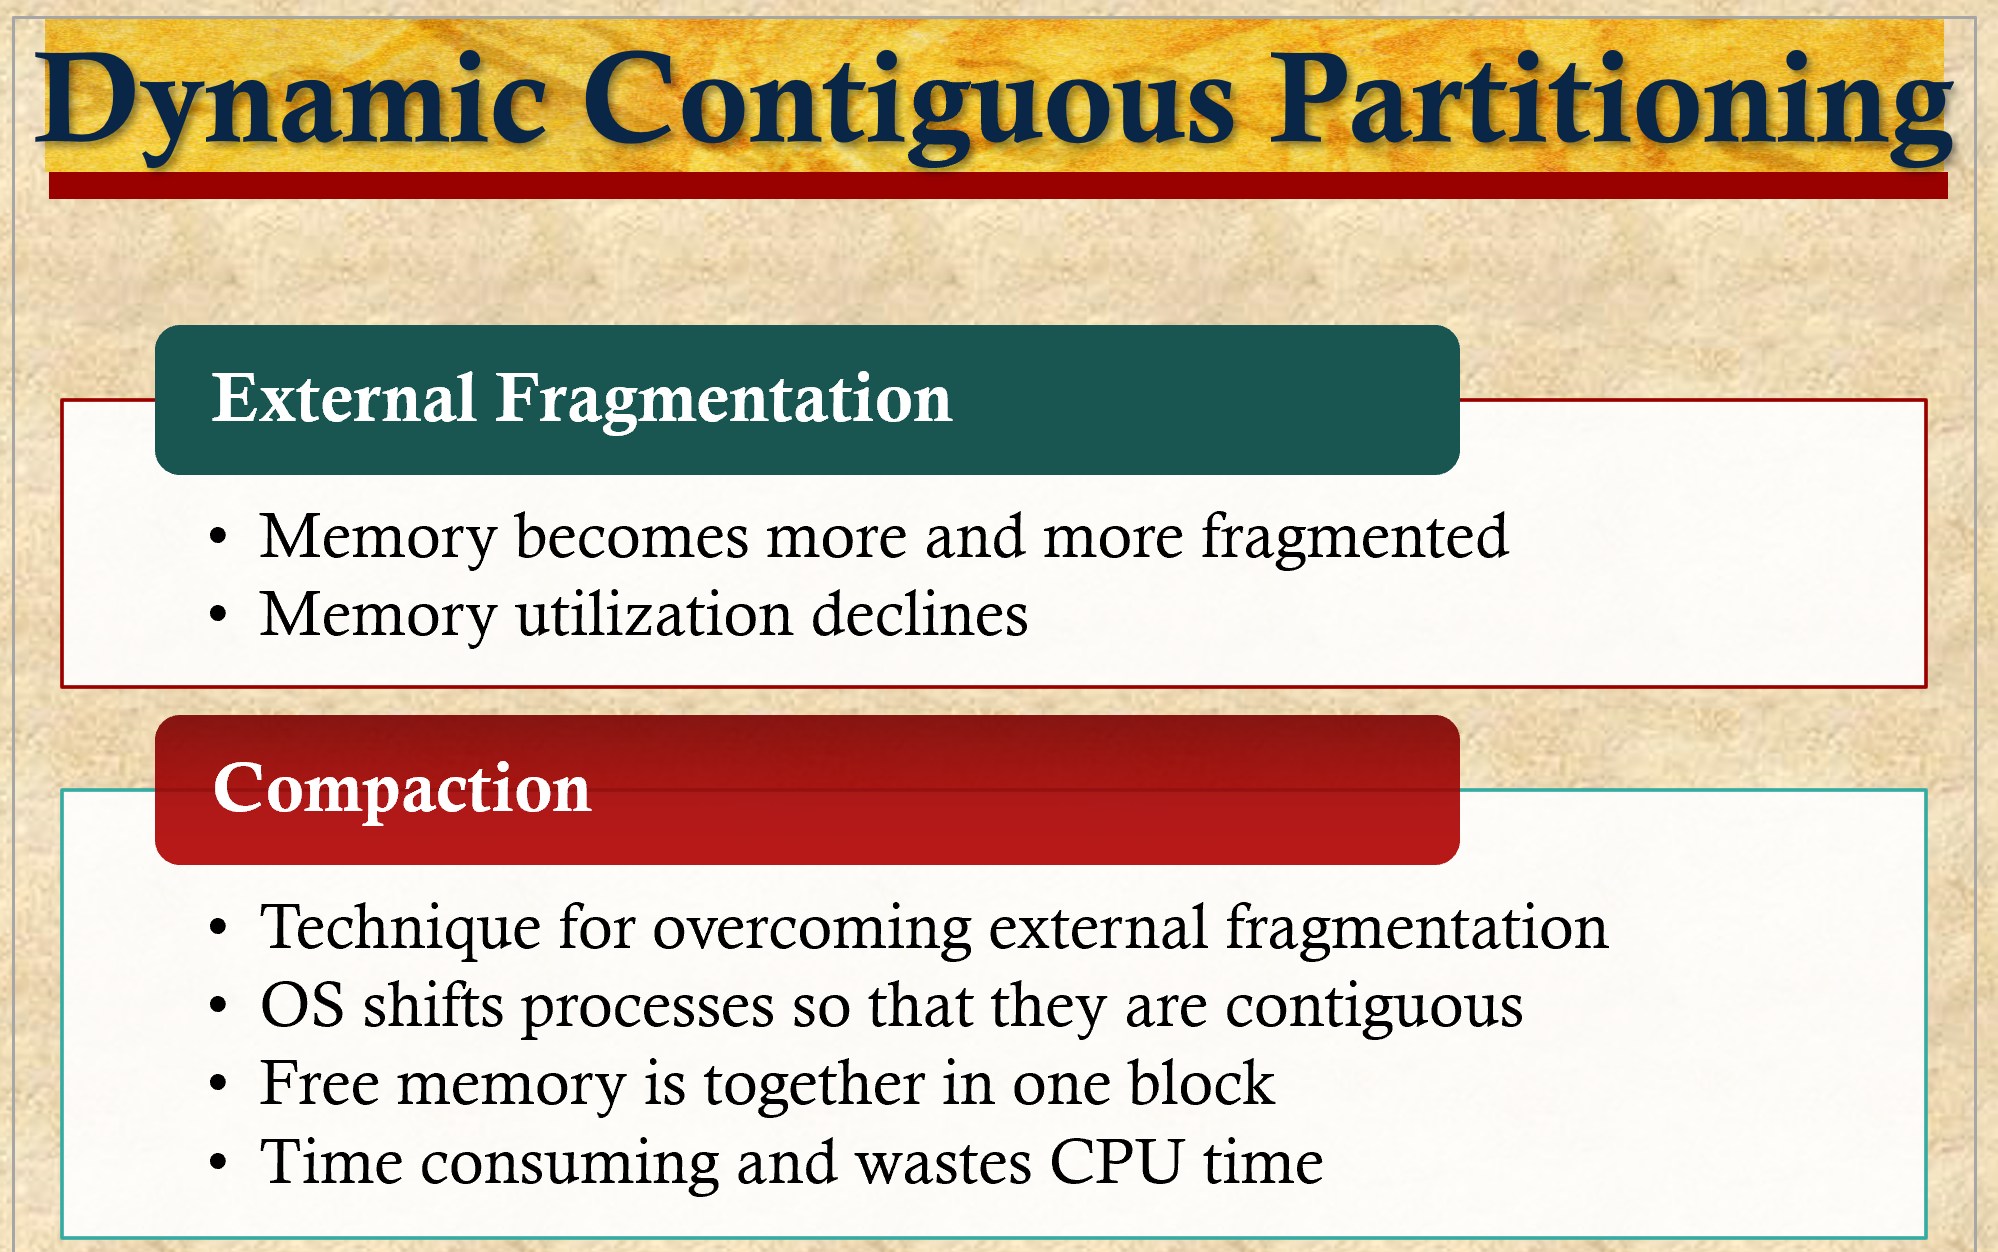 Dynamic Contiguous Partitioning
External Fragmentation
• Memory becomes more and more fragmented
• Memory utilization declines
Compaction
• Technique for overcoming external fragmentation
• OS shifts processes so that they are contiguous
• Free memory is together in one block
• Time consuming and wastes CPU time